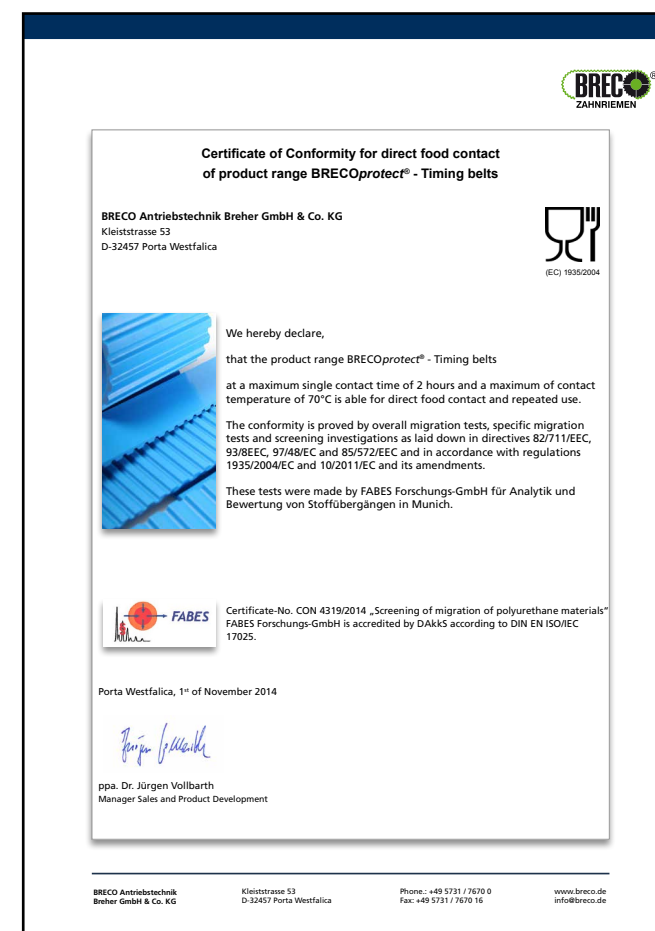 BRECO®
ZAHNRIEMEN
Certificate of Conformity for direct food contact
of product range BRECOprotect® - Timing belts
BRECO Antriebstechnik Breher GmbH & Co. KG
Kleiststrasse 53
D-32457 Porta Westfalica
(EC) 1935/2004
We hereby declare,
that the product range BRECOprotect® - Timing belts
at a maximum single contact time of 2 hours and a maximum of contact
temperature of 70°C is able for direct food contact and repeated use.
The conformity is proved by overall migration tests, specific migration
tests and screening investigations as laid down in directives 82/711/EEC,
93/8EEC, 97/48/EC and 85/572/EEC and in accordance with regulations
1935/2004/EC and 10/2011/EC and its amendments.
These tests were made by FABES Forschungs-GmbH für Analytik und
Bewertung von Stoffübergängen in Munich.
FABES
Certificate-No. CON 4319/2014 „Screening of migration of polyurethane materials“
FABES Forschungs-GmbH is accredited by DAkkS according to DIN EN ISO/IEC
17025.
Porta Westfalica, 1st of November 2014
ppa. Dr. Jürgen Vollbarth
Manager Sales and Product Development
BRECO Antriebstechnik
Breher GmbH & Co. KG
Kleiststrasse 53
D-32457 Porta Westfalica
Phone.: +49 5731 / 7670 0
Fax: +49 5731 / 7670 16
www.breco.de
info@breco.de